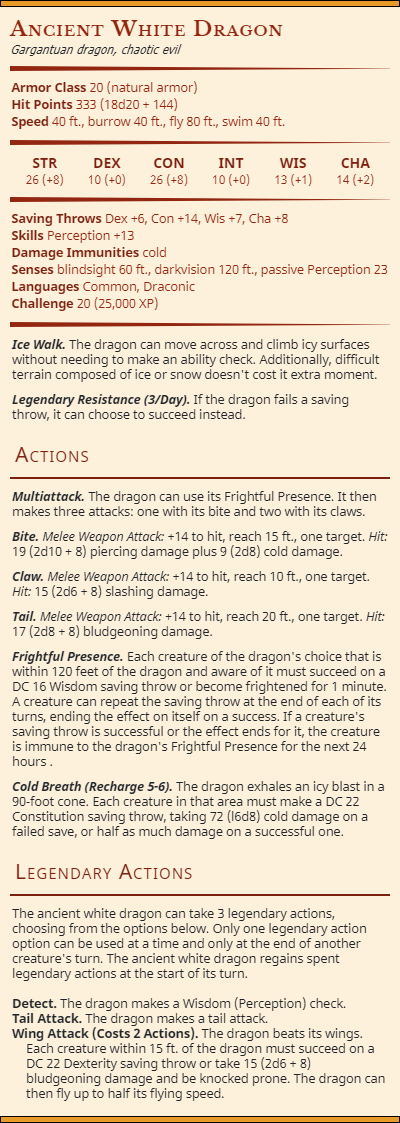 Ancient White Dragon
Gargantuan dragon, chaotic evil
Armor Class 20 (natural armor)
Hit Points 333 (18d20 + 144)
Speed 40 ft., burrow 40 ft., fly 80 ft., swim 40 ft.
STR DEX CON INT WIS CHA
26 (+8) 10 (+0) 26 (+8) 10 (+0) 13 (+1) 14 (+2)
Saving Throws Dex +6, Con +14, Wis +7, Cha +8
Skills Perception +13
Damage Immunities cold
Senses blindsight 60 ft., darkvision 120 ft., passive Perception 23
Languages Common, Draconic
Challenge 20 (25,000 XP)
Ice Walk. The dragon can move across and climb icy surfaces
without needing to make an ability check. Additionally, difficult
terrain composed of ice or snow doesn't cost it extra moment.
Legendary Resistance (3/Day). If the dragon fails a saving
throw, it can choose to succeed instead.
Actions
Multiattack. The dragon can use its Frightful Presence. It then
makes three attacks: one with its bite and two with its claws.
Bite. Melee Weapon Attack: +14 to hit, reach 15 ft., one target. Hit:
19 (2d10 + 8) piercing damage plus 9 (2d8) cold damage.
Claw. Melee Weapon Attack: +14 to hit, reach 10 ft., one target.
Hit: 15 (2d6 + 8) slashing damage.
Tail. Melee Weapon Attack: +14 to hit, reach 20 ft., one target. Hit:
17 (2d8 + 8) bludgeoning damage.
Frightful Presence. Each creature of the dragon's choice that is
within 120 feet of the dragon and aware of it must succeed on a
DC 16 Wisdom saving throw or become frightened for 1 minute.
A creature can repeat the saving throw at the end of each of its
turns, ending the effect on itself on a success. If a creature's
saving throw is successful or the effect ends for it, the creature
is immune to the dragon's Frightful Presence for the next 24
hours .
Cold Breath (Recharge 5-6). The dragon exhales an icy blast in a
90-foot cone. Each creature in that area must make a DC 22
Constitution saving throw, taking 72 (l6d8) cold damage on a
failed save, or half as much damage on a successful one.
Legendary Actions
The ancient white dragon can take 3 legendary actions,
choosing from the options below. Only one legendary action
option can be used at a time and only at the end of another
creature's turn. The ancient white dragon regains spent
legendary actions at the start of its turn.
Detect. The dragon makes a Wisdom (Perception) check.
Tail Attack. The dragon makes a tail attack.
Wing Attack (Costs 2 Actions). The dragon beats its wings.
Each creature within 15 ft. of the dragon must succeed on a
DC 22 Dexterity saving throw or take 15 (2d6 + 8)
bludgeoning damage and be knocked prone. The dragon can
then fly up to half its flying speed.